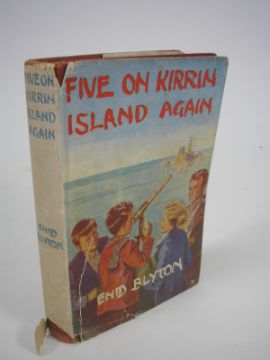 FIVE ON
KIRRIN
ISLAND
AGAIN
ENID
BLYTON
FIVE ON KIRRIN
ISLAND AGAIN
ENID BLYTON